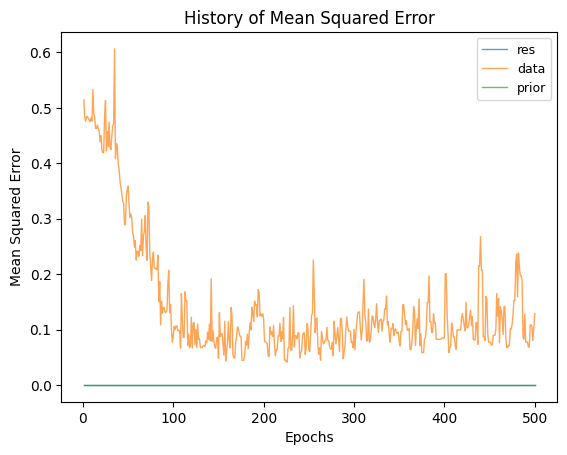 History of Mean Squared Error
res
data
prior
Mean Squared Error
0.6
0.5
0.4
0.3
0.2
0.1
0.0
0
100
200
300
400
500
Epochs